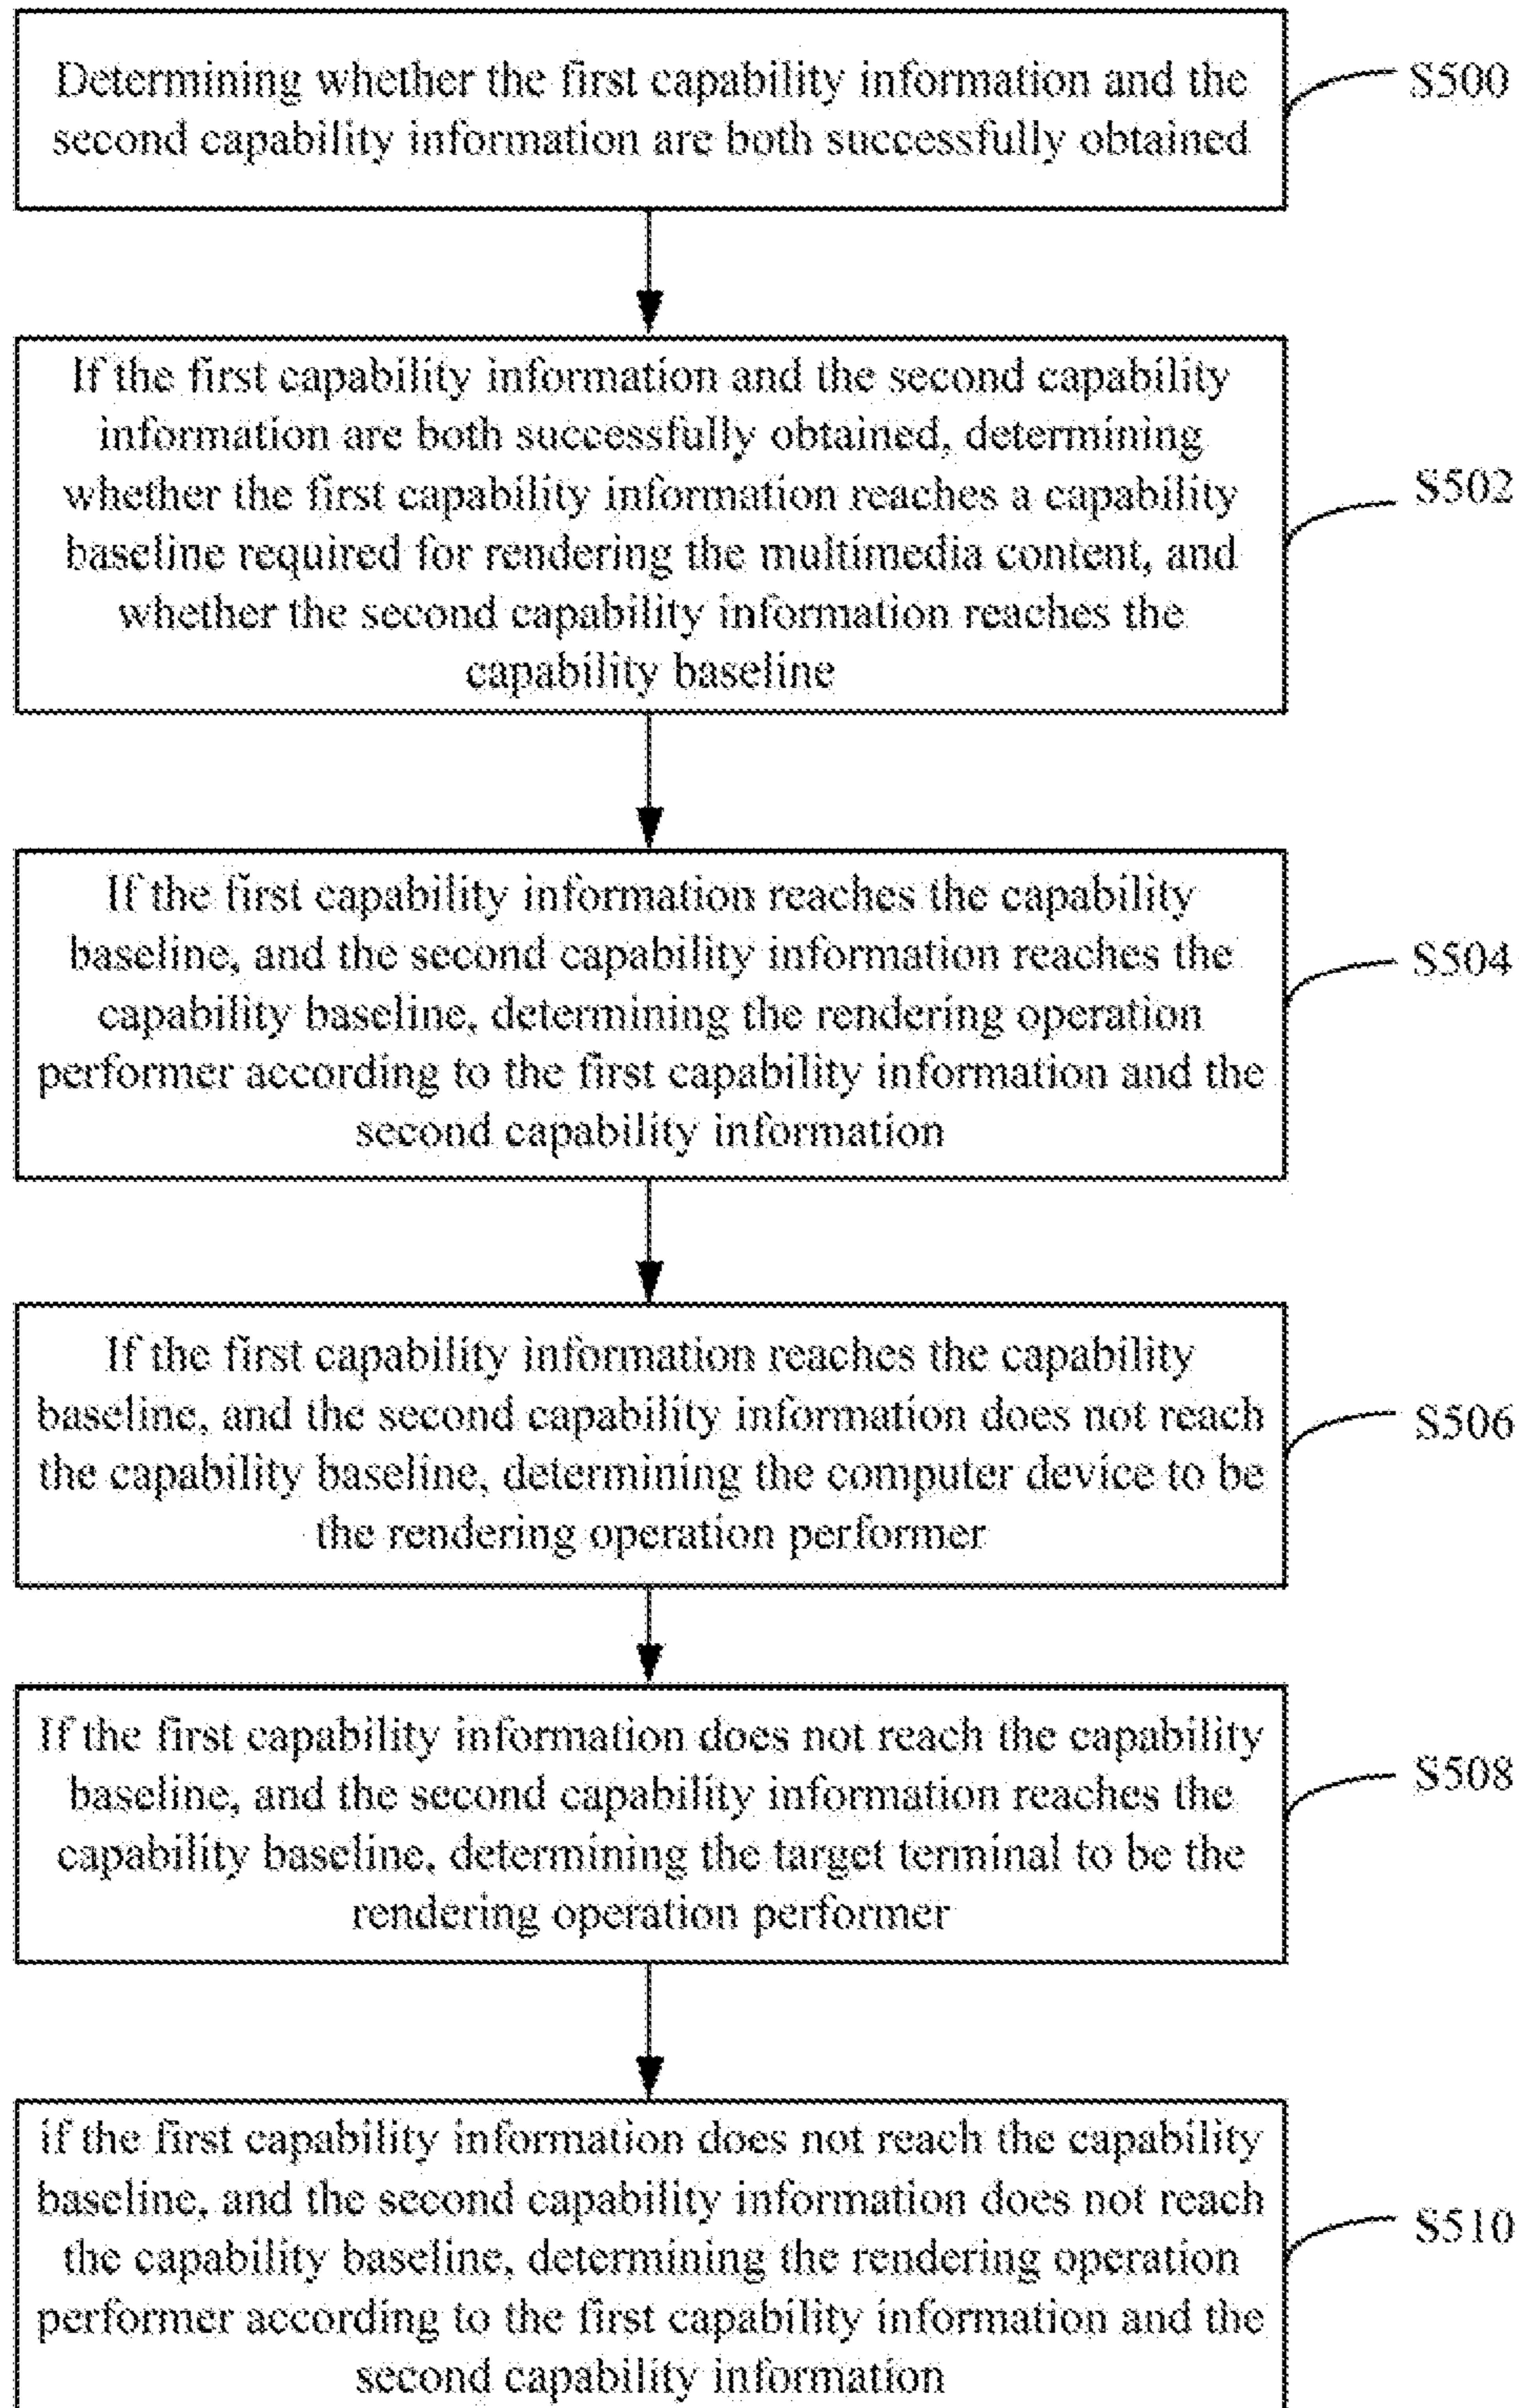 Determining whether the first capability information and the
second capability information are both successfully obtained
S500
If the first capability information and the second capability
information are both successfully obtained, determining
whether the first capability information reaches a capability
baseline required for rendering the multimedia content, and
whether the second capability information reaches the
capability baseline
S502
If the first capability information reaches the capability
baseline, and the second capability information reaches the
capability baseline, determining the rendering operation
performer according to the first capability information and the
second capability information
S504
If the first capability information reaches the capability
baseline, and the second capability information does not reach
the capability baseline, determining the computer device to be
the rendering operation performer
S506
If the first capability information does not reach the capability
baseline, and the second capability information reaches the
capability baseline, determining the target terminal to be the
rendering operation performer
S508
if the first capability information does not reach the capability
baseline, and the second capability information does not reach
the capability baseline, determining the rendering operation
performer according to the first capability information and the
second capability information
S510